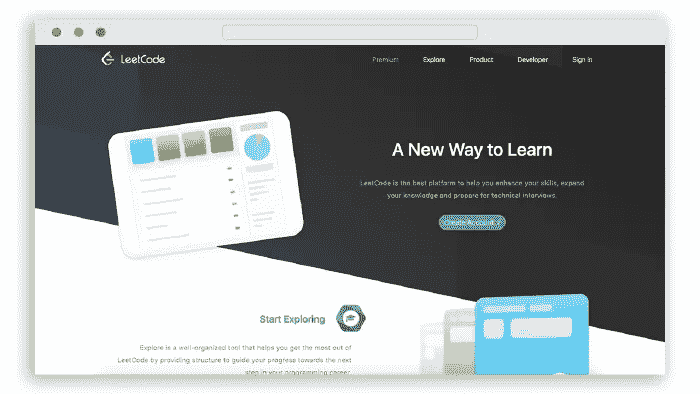 LeetCode
Premium Explore Product Developer Sign in
A New Way to Learn
LeetCode is the best platform to help you enhance your skills, expand
your knowledge and prepare for technical interviews.
Start Exploring
Explore is a well-organized tool that helps you get the most out of
LeetCode by providing structure to guide your progress towards the next
step in your programming career.